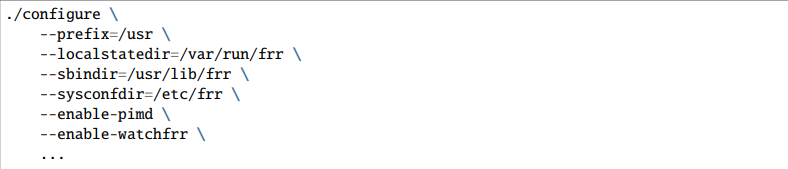 ./configure \
--prefix=/usr \
--localstatedir=/var/run/frr \
--sbindir=/usr/lib/frr \
--sysconfdir=/etc/frr \
--enable-pimd \
--enable-watchfrr \
...